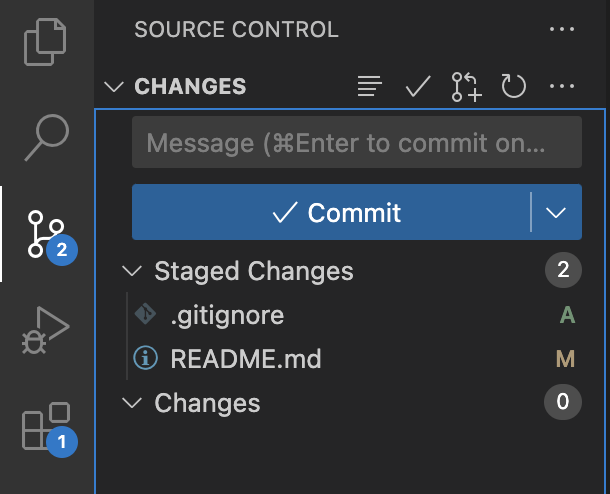 SOURCE CONTROL
CHANGES
Message (⌘Enter to commit on...
Commit
2
Staged Changes 2
.gitignore A
README.md M
Changes 0
1